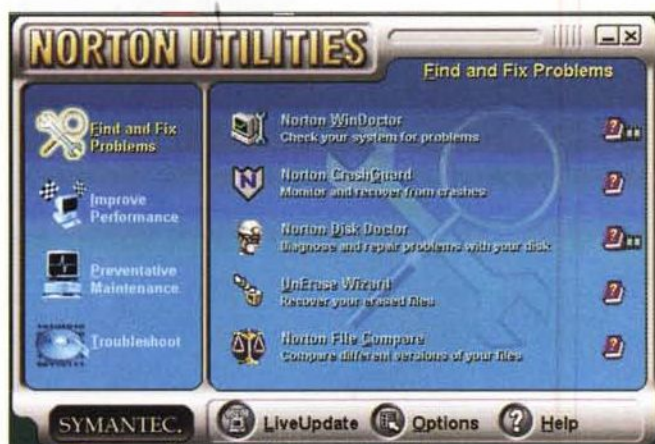 NORTON UTILITIES
Find and Fix Problems
Find and Fix
Problems
Improve
Performance
Preventative
Maintenance
Troubleshoot
Norton WinDoctor
Check your system for problems
Norton CrashGuard
Monitor and recover from crashes
Norton Disk Doctor
Diagnose and repair problems with your disk
UnErase Wizard
Recover your erased files
Norton File Compare
Compare different versions of your files
SYMANTEC.
LiveUpdate
Options
Help